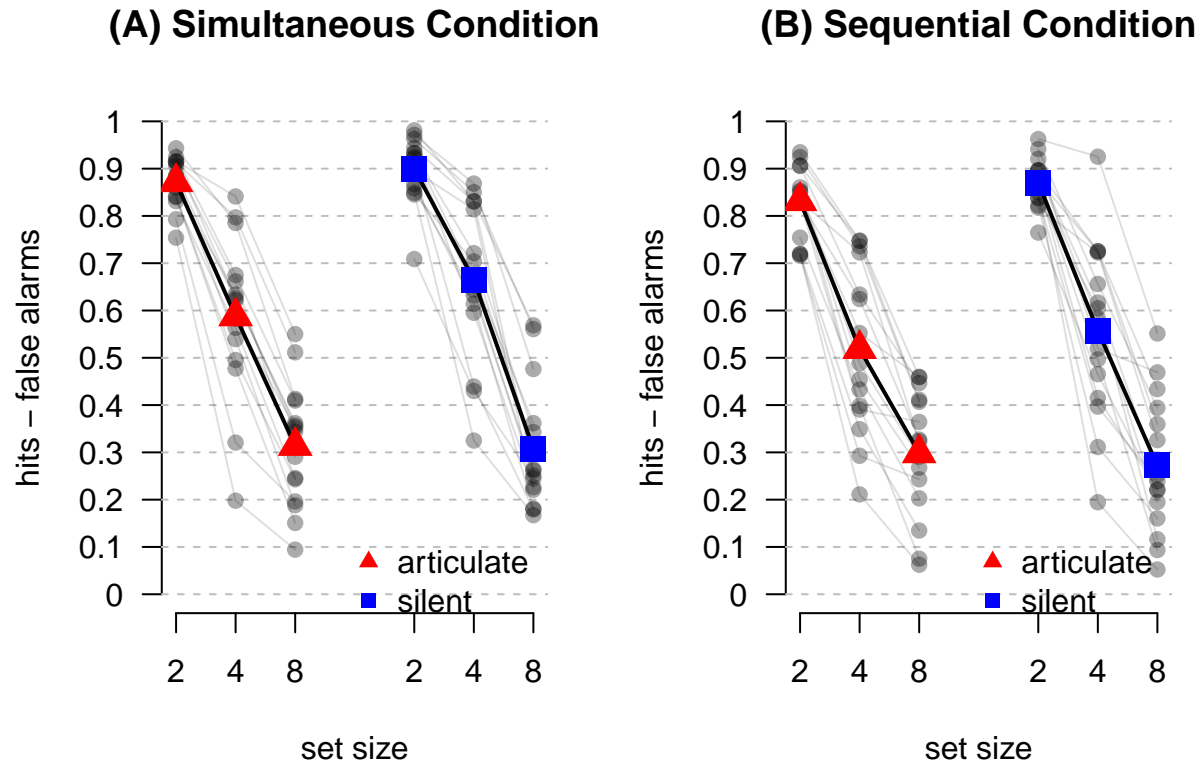 (A) Simultaneous Condition
hits − false alarms
1
0.9
0.8
0.7
0.6
0.5
0.4
0.3
0.2
0.1
0
articulate
silent
2 4 8 2 4 8
set size
(B) Sequential Condition
hits − false alarms
1
0.9
0.8
0.7
0.6
0.5
0.4
0.3
0.2
0.1
0
articulate
silent
2 4 8 2 4 8
set size